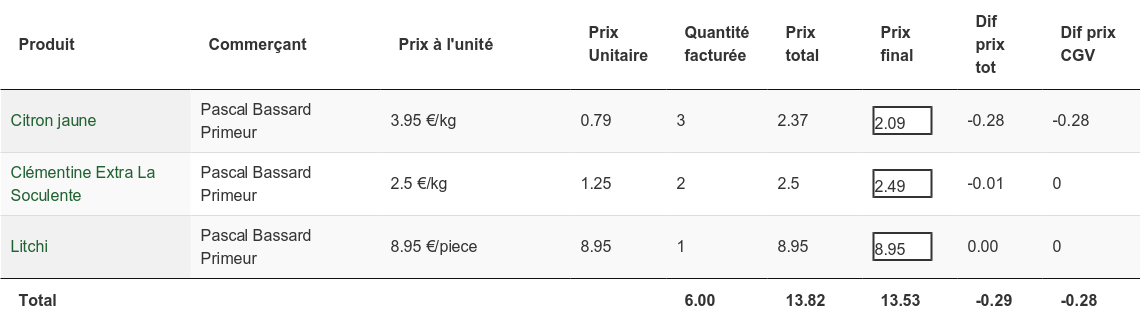 Produit Commerçant Prix à l'unité Prix Unitaire Quantité facturée Prix total Prix final Dif prix tot Dif prix CGV
Citron jaune Pascal Bassard Primeur 3.95 €/kg 0.79 3 2.37 2.09 -0.28 -0.28
Clémentine Extra La Soculente Pascal Bassard Primeur 2.5 €/kg 1.25 2 2.5 2.49 -0.01 0
Litchi Pascal Bassard Primeur 8.95 €/piece 8.95 1 8.95 8.95 0.00 0
Total 6.00 13.82 13.53 -0.29 -0.28